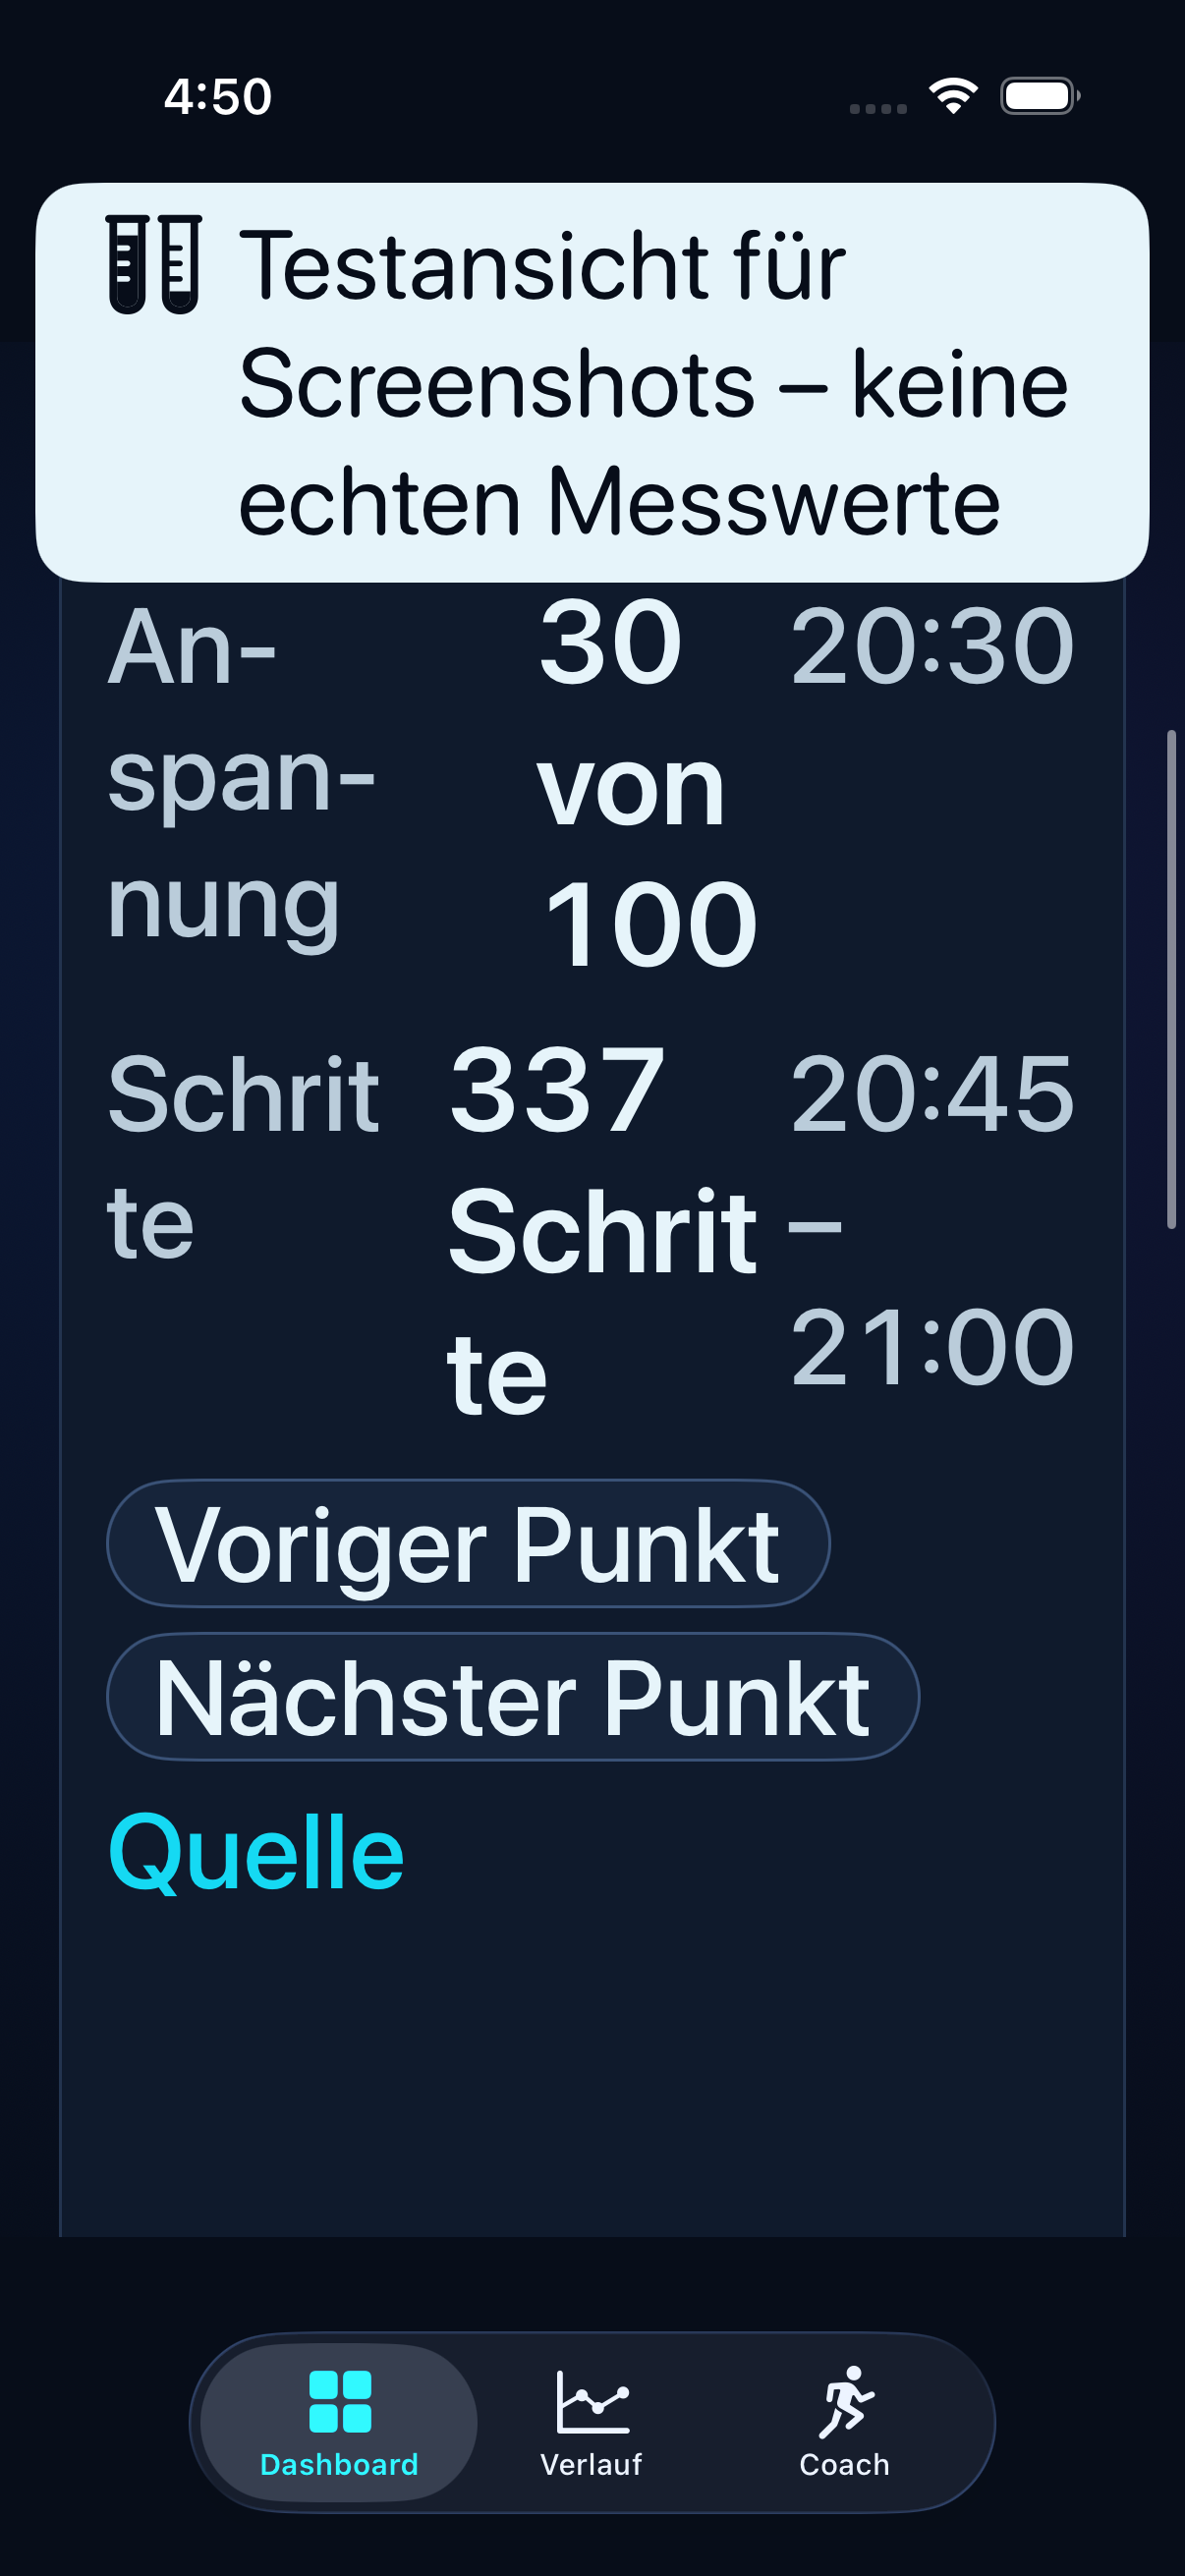 4:50
Testansicht für
Screenshots – keine
echten Messwerte
An-
span-
nung
30
von
100
20:30
Schrit
te
337
Schrit
te
20:45
–
21:00
Voriger Punkt
Nächster Punkt
Quelle
Dashboard
Verlauf
Coach